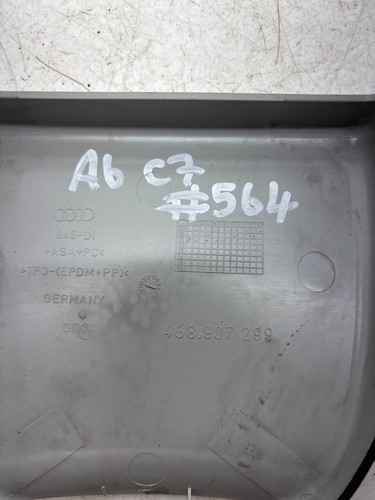 A6 C7
#564
345-01
>ASA+PC<
>TPO-(EPDM+PP)<
GERMANY
4G8.907.299